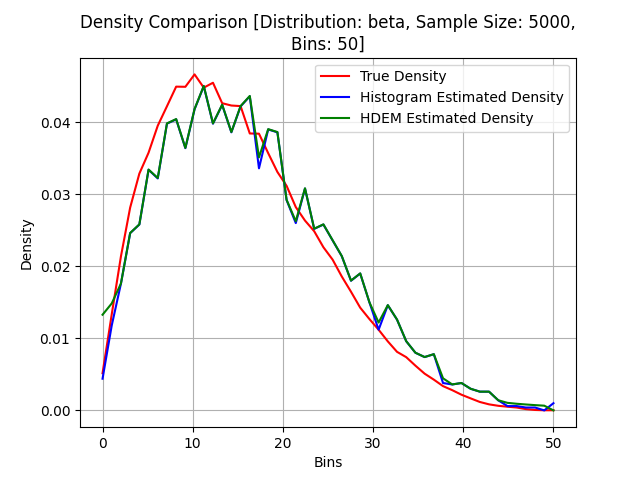 Density Comparison [Distribution: beta, Sample Size: 5000,
Bins: 50]
True Density
Histogram Estimated Density
HDEM Estimated Density
Density
0.04
0.03
0.02
0.01
0.00
0 10 20 30 40 50
Bins